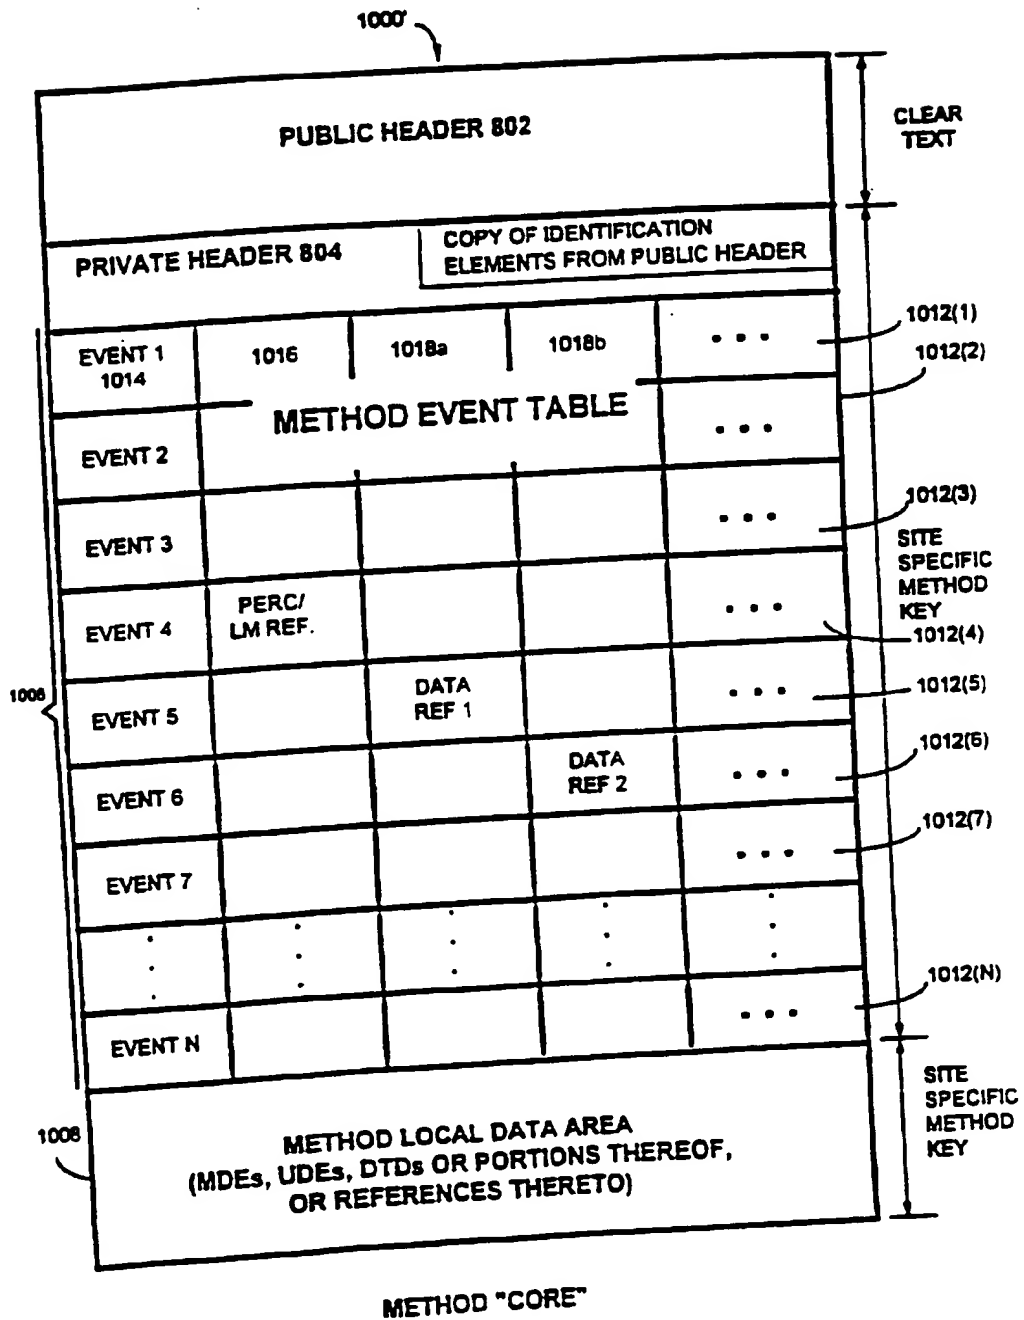 1000'
PUBLIC HEADER 802
CLEAR
TEXT
PRIVATE HEADER 804
COPY OF IDENTIFICATION
ELEMENTS FROM PUBLIC HEADER
EVENT 1
1014
1016
1018a
1018b
• • •
1012(1)
1012(2)
METHOD EVENT TABLE
EVENT 2
• • •
EVENT 3
• • •
1012(3)
SITE
SPECIFIC
METHOD
KEY
EVENT 4
PERC/
LM REF.
• • •
1012(4)
1006
EVENT 5
DATA
REF 1
• • •
1012(5)
EVENT 6
DATA
REF 2
• • •
1012(6)
EVENT 7
• • •
1012(7)
EVENT N
• • •
1012(N)
SITE
SPECIFIC
METHOD
KEY
1008
METHOD LOCAL DATA AREA
(MDEs, UDEs, DTDs OR PORTIONS THEREOF,
OR REFERENCES THERETO)
METHOD "CORE"